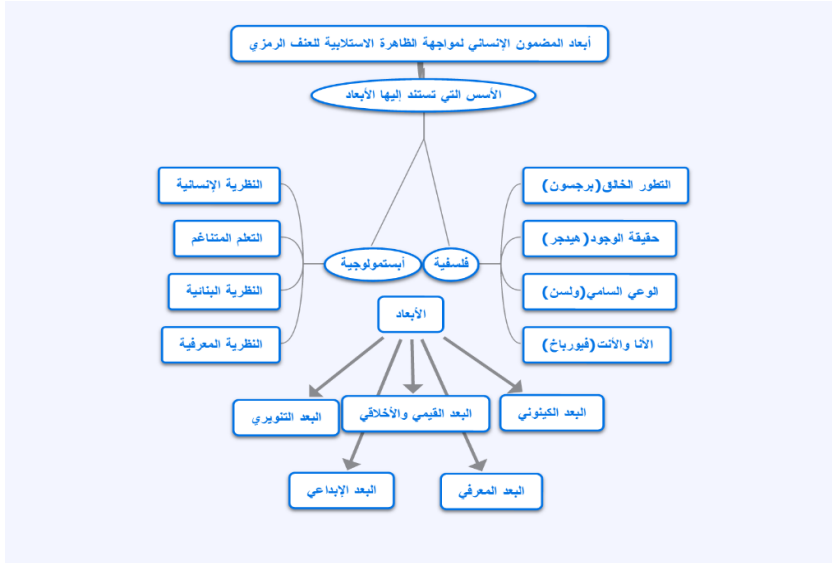 أبعاد المضمون الإنساني لمواجهة الظاهرة الاستلابية للعنف الرمزي
الأسس التي تستند إليها الأبعاد
فلسفية
أبستمولوجية
التطور الخالق(برجسون)
حقيقة الوجود(هيدجر)
الوعي السامي(ولسن)
الأنا والأنت(فيورباخ)
النظرية الإنسانية
التعلم المتناغم
النظرية البنائية
النظرية المعرفية
الأبعاد
البعد الكينوني
البعد القيمي والأخلاقي
البعد التنويري
البعد المعرفي
البعد الإبداعي